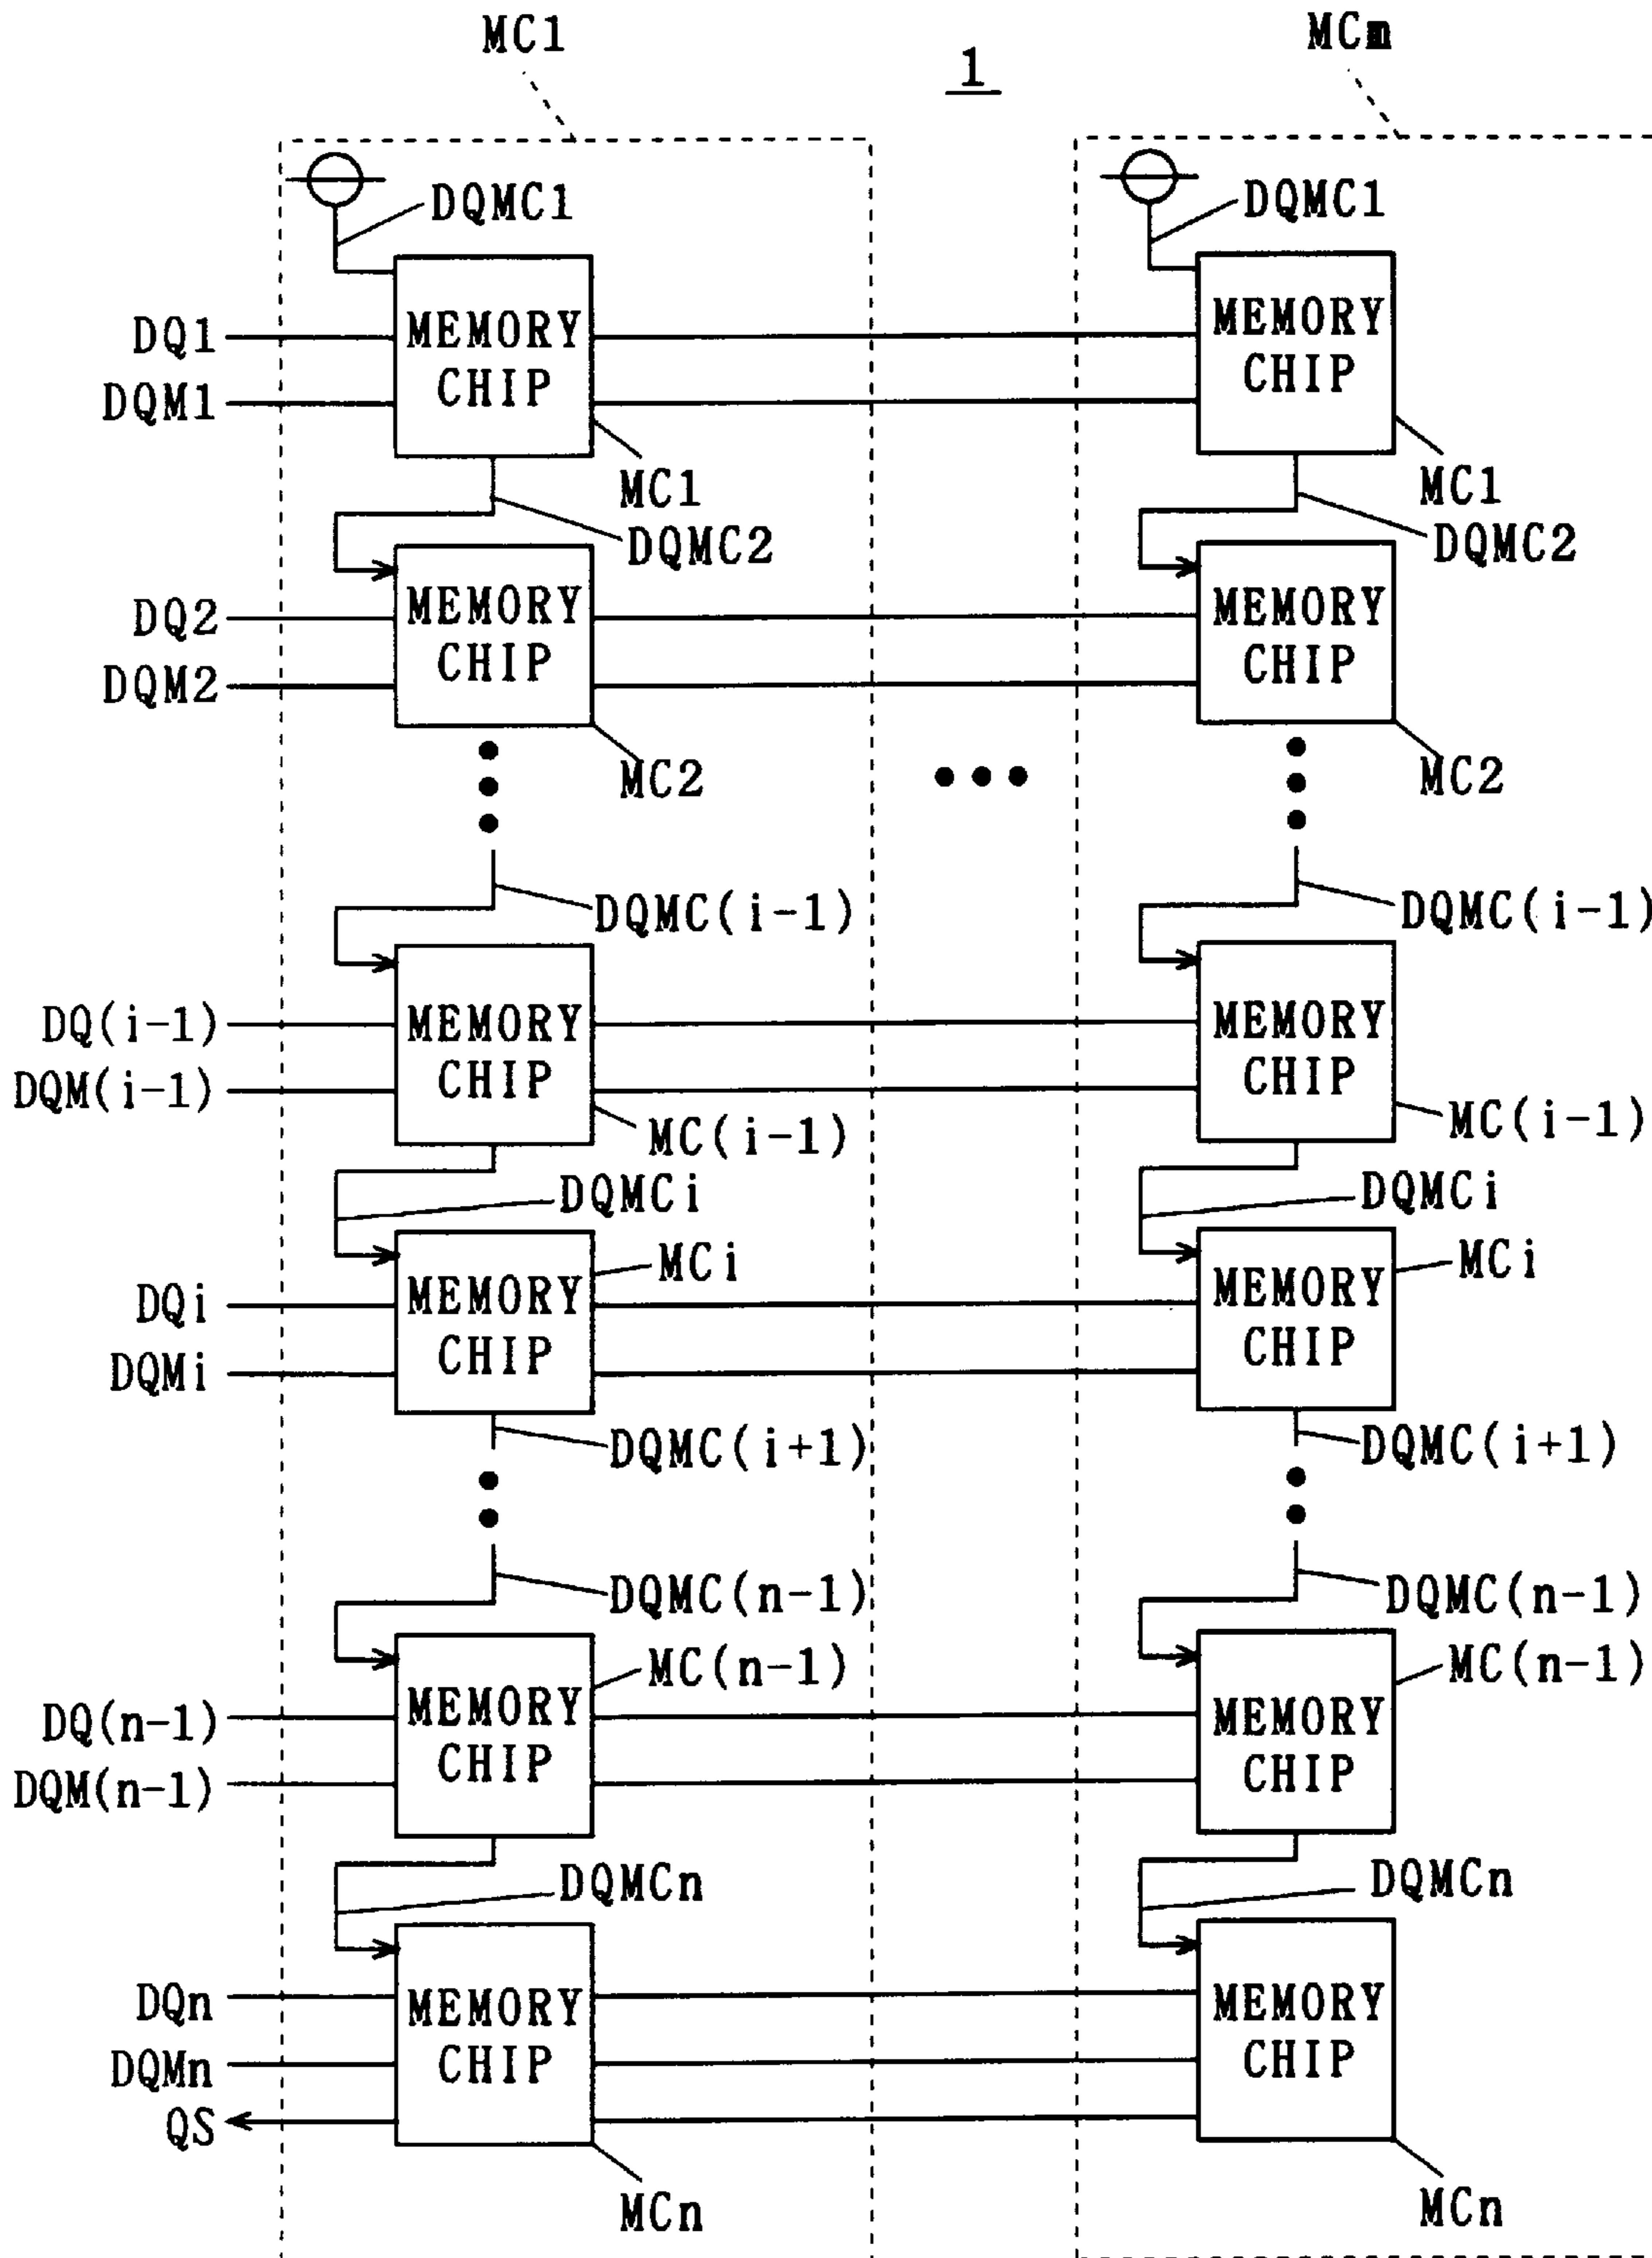 MC1
1
MCm
DQMC1
DQMC1
DQ1
MEMORY
CHIP
MEMORY
CHIP
DQM1
MC1
MC1
DQMC2
DQMC2
DQ2
MEMORY
CHIP
MEMORY
CHIP
DQM2
MC2
MC2
DQMC(i-1)
DQMC(i-1)
DQ(i-1)
MEMORY
CHIP
MEMORY
CHIP
DQM(i-1)
MC(i-1)
MC(i-1)
DQMCi
DQMCi
MCi
MCi
DQi
MEMORY
CHIP
MEMORY
CHIP
DQMi
DQMC(i+1)
DQMC(i+1)
DQMC(n-1)
DQMC(n-1)
MC(n-1)
MC(n-1)
DQ(n-1)
MEMORY
CHIP
MEMORY
CHIP
DQM(n-1)
DQMCn
DQMCn
DQn
MEMORY
CHIP
MEMORY
CHIP
DQMn
QS
MCn
MCn